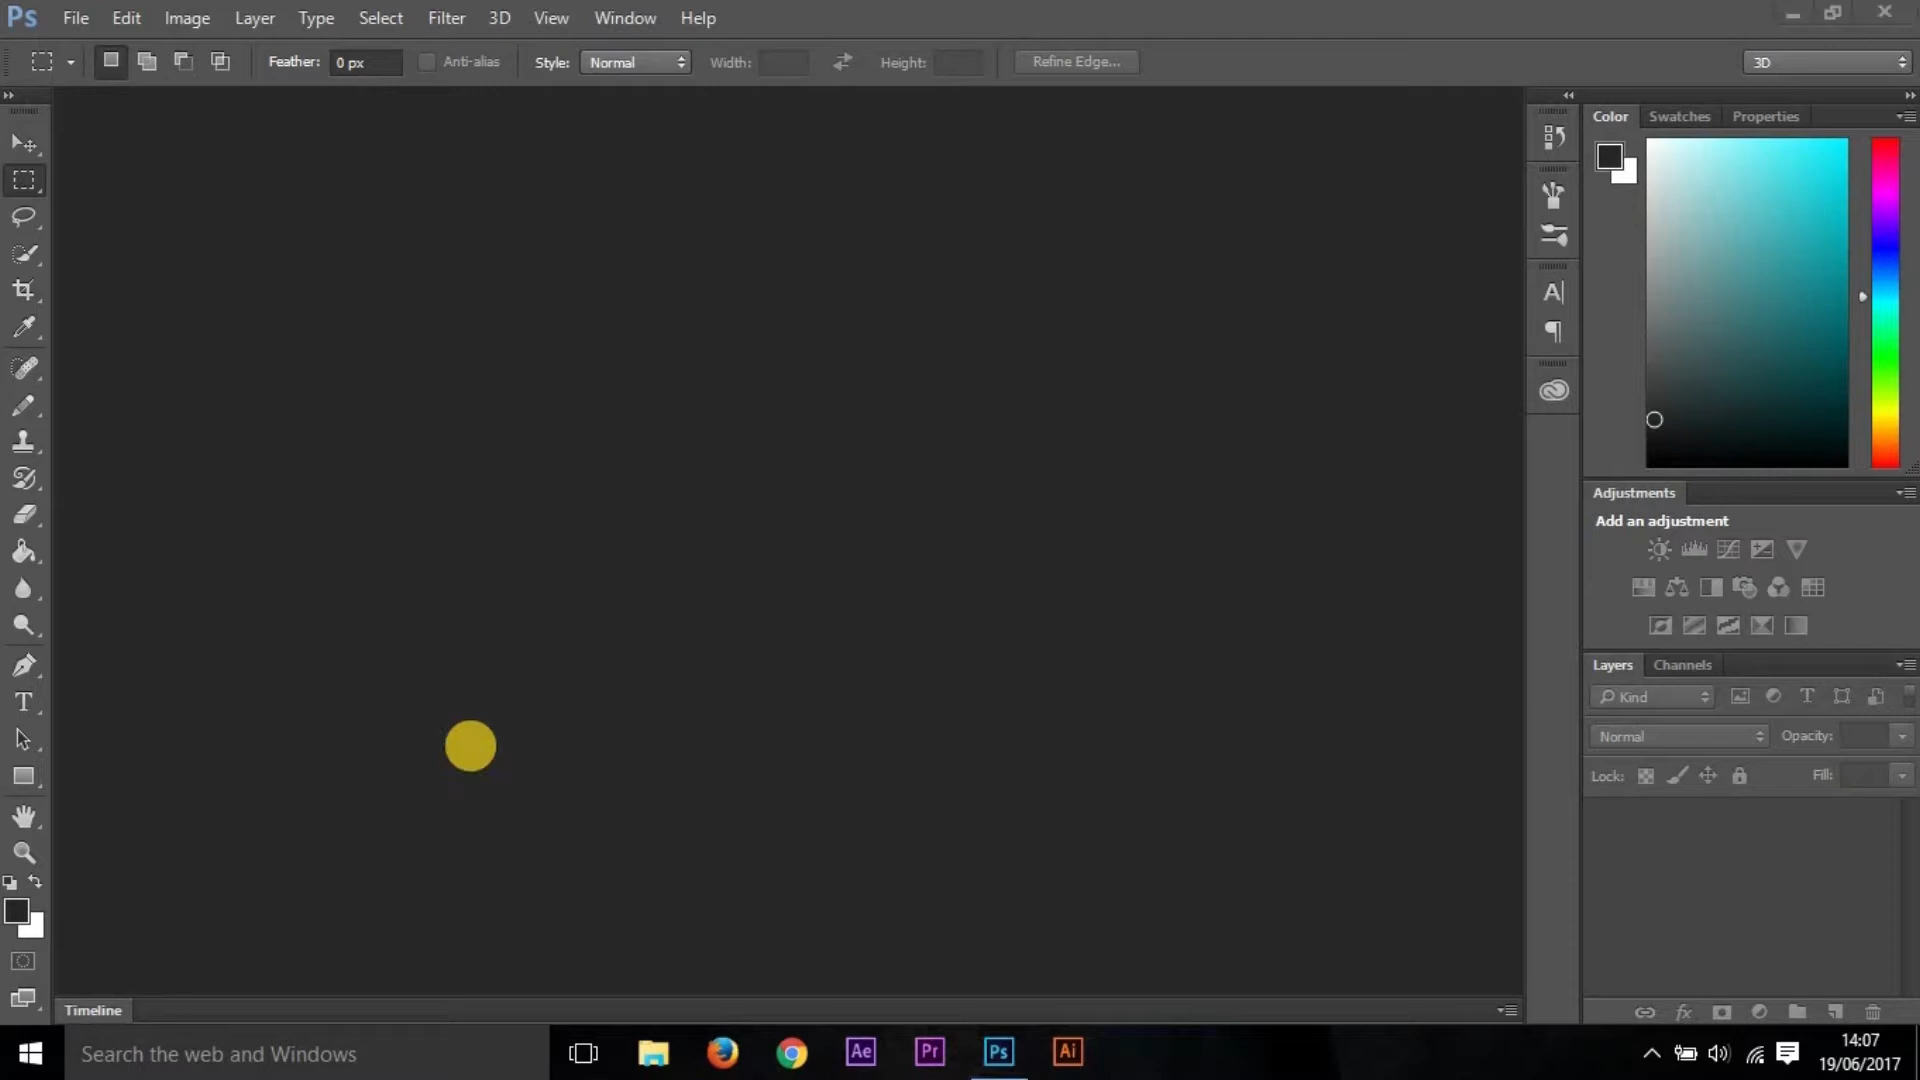 Ps File Edit Image Layer Type Select Filter 3D View Window Help
Feather: 0 px Anti-alias Style: Normal Width: Height: Refine Edge... 3D
Color Swatches Properties
Adjustments
Add an adjustment
Layers Channels
Kind
Normal Opacity:
Lock: Fill:
Timeline
Search the web and Windows
Ae Pr Ps Ai
14:07
19/06/2017